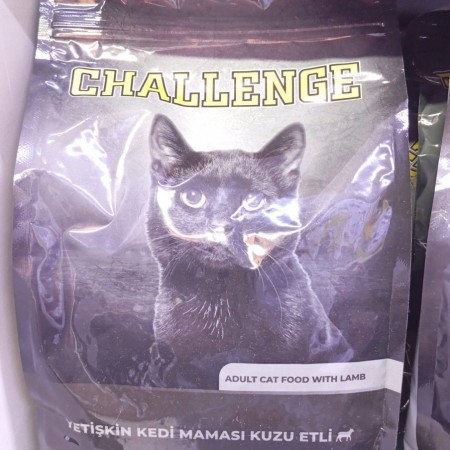 CHALLENGE
ADULT CAT FOOD WITH LAMB
YETİŞKİN KEDİ MAMASI KUZU ETLİ